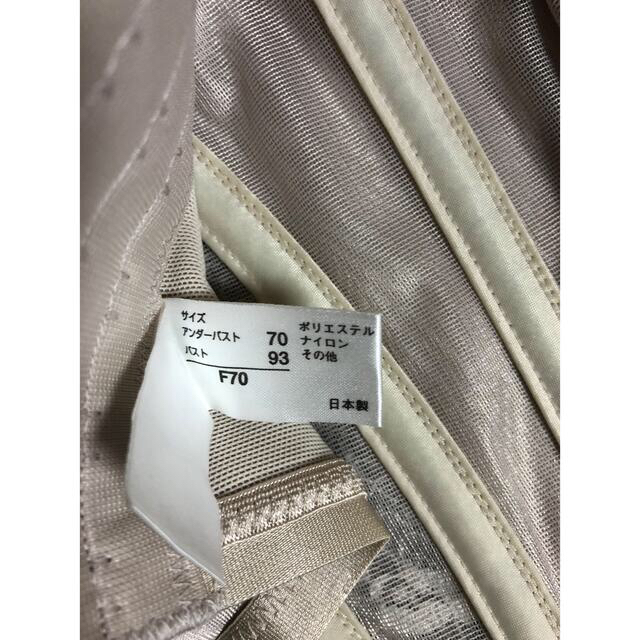 サイズ
アンダーバスト 70
バスト 93
F70
ポリエステル
ナイロン
その他
日本製